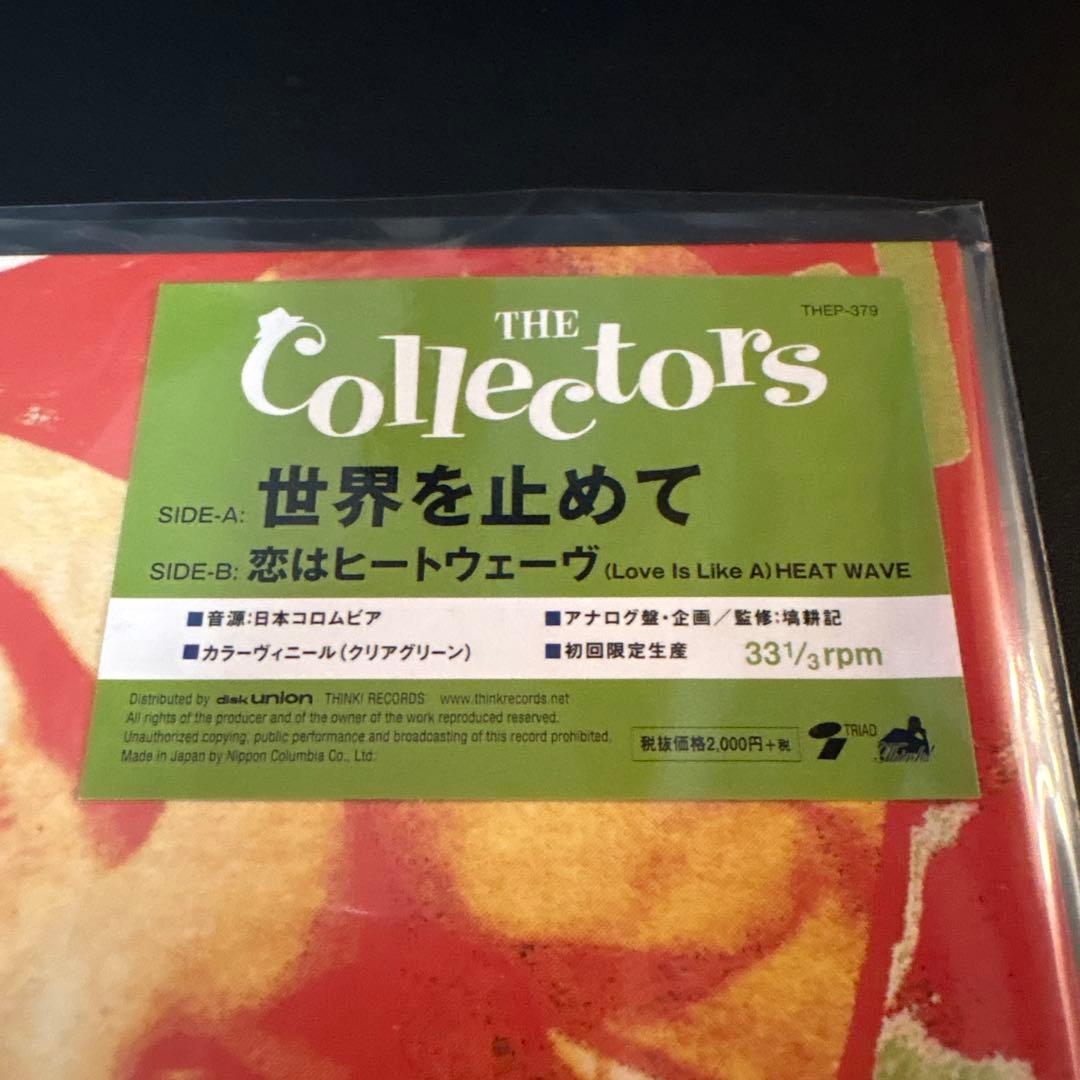 THEP-379
THE
Collectors
SIDE-A: 世界を止めて
SIDE-B: 恋はヒートウェーヴ (Love Is Like A) HEAT WAVE
■音源:日本コロムビア
■アナログ盤・企画/監修:塙耕記
■カラーヴィニール(クリアグリーン)
■初回限定生産 33 1/3 rpm
Distributed by disk union THINK! RECORDS www.thinkrecords.net
All rights of the producer and of the owner of the work reproduced reserved.
Unauthorized copying, public performance and broadcasting of this record prohibited.
Made in Japan by Nippon Columbia Co., Ltd.
税抜価格2,000円+税
TRIAD